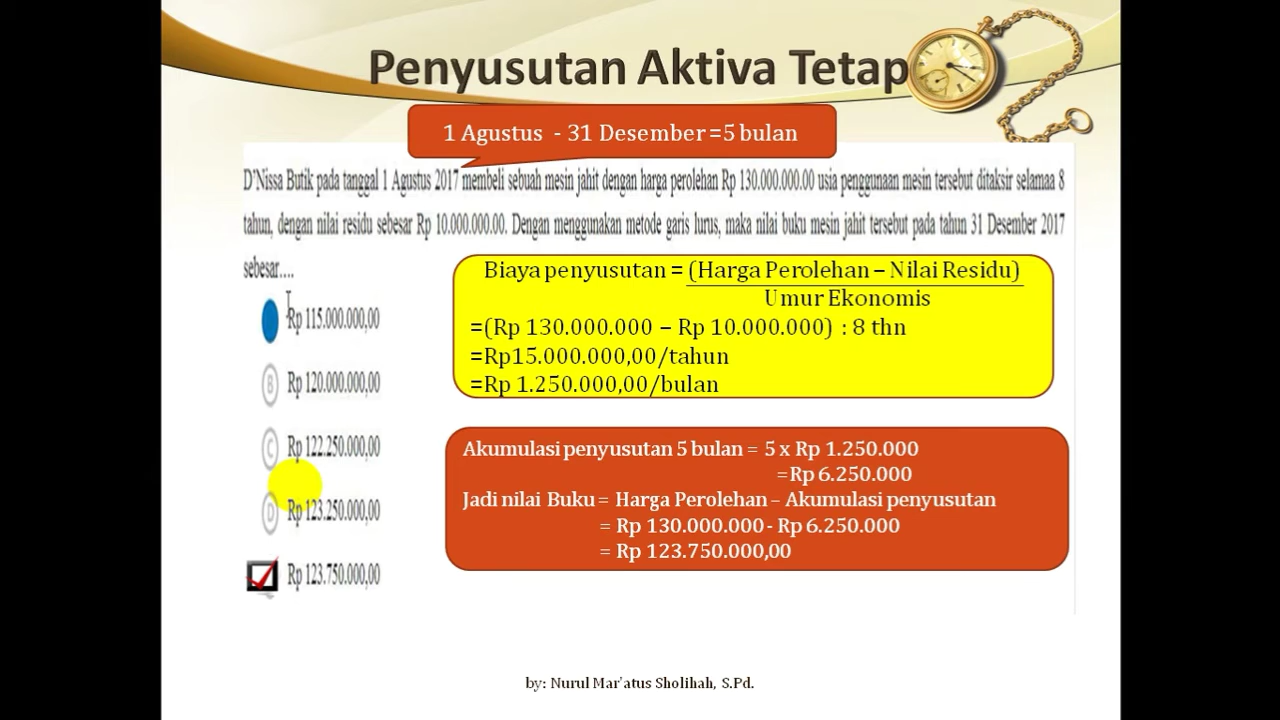 Penyusutan Aktiva Tetap
1 Agustus - 31 Desember =5 bulan
D'Nissa Butik pada tanggal 1 Agustus 2017 membeli sebuah mesin jahit dengan harga perolehan Rp 130.000.000.00 usia penggunaan mesin tersebut ditaksir selamaa 8
tahun, dengan nilai residu sebesar Rp 10.000.000.00. Dengan menggunakan metode garis lurus, maka nilai buku mesin jahit tersebut pada tahun 31 Desember 2017
sebesar....
Rp 115.000.000,00
B Rp 120.000.000,00
C Rp 122.250.000,00
D Rp 123.250.000,00
Rp 123.750.000,00
Biaya penyusutan = (Harga Perolehan – Nilai Residu)
Umur Ekonomis
=(Rp 130.000.000 – Rp 10.000.000) : 8 thn
=Rp15.000.000,00/tahun
=Rp 1.250.000,00/bulan
Akumulasi penyusutan 5 bulan = 5 x Rp 1.250.000
=Rp 6.250.000
Jadi nilai Buku = Harga Perolehan – Akumulasi penyusutan
= Rp 130.000.000 - Rp 6.250.000
= Rp 123.750.000,00
by: Nurul Mar'atus Sholihah, S.Pd.